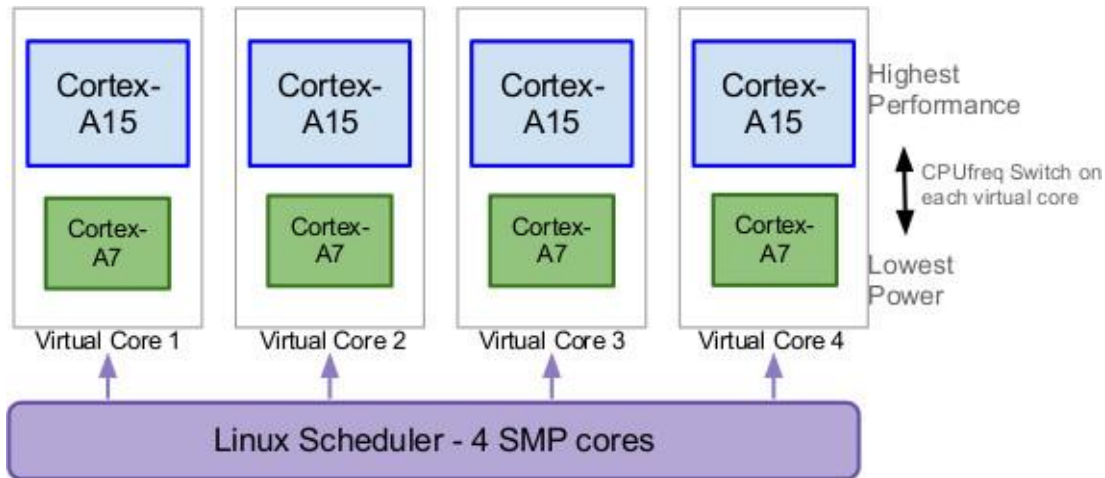 Cortex-
A15
Cortex-
A15
Cortex-
A15
Cortex-
A15
Highest
Performance
CPUfreq Switch on
each virtual core
Cortex-
A7
Cortex-
A7
Cortex-
A7
Cortex-
A7
Lowest
Power
Virtual Core 1
Virtual Core 2
Virtual Core 3
Virtual Core 4
Linux Scheduler - 4 SMP cores